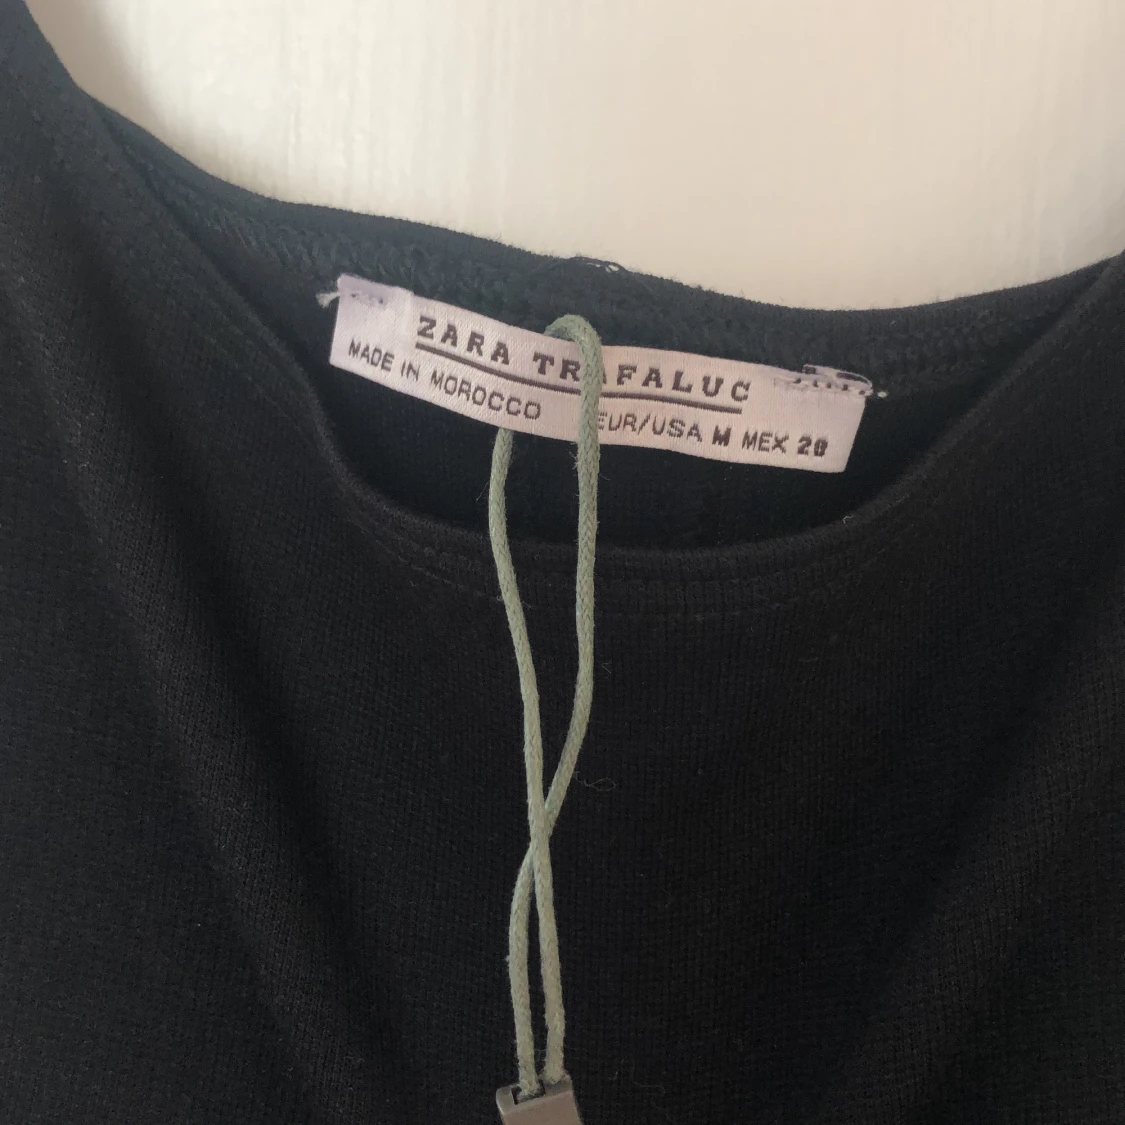 ZARA TRAFALUC
MADE IN MOROCCO EUR/USA M MEX 28